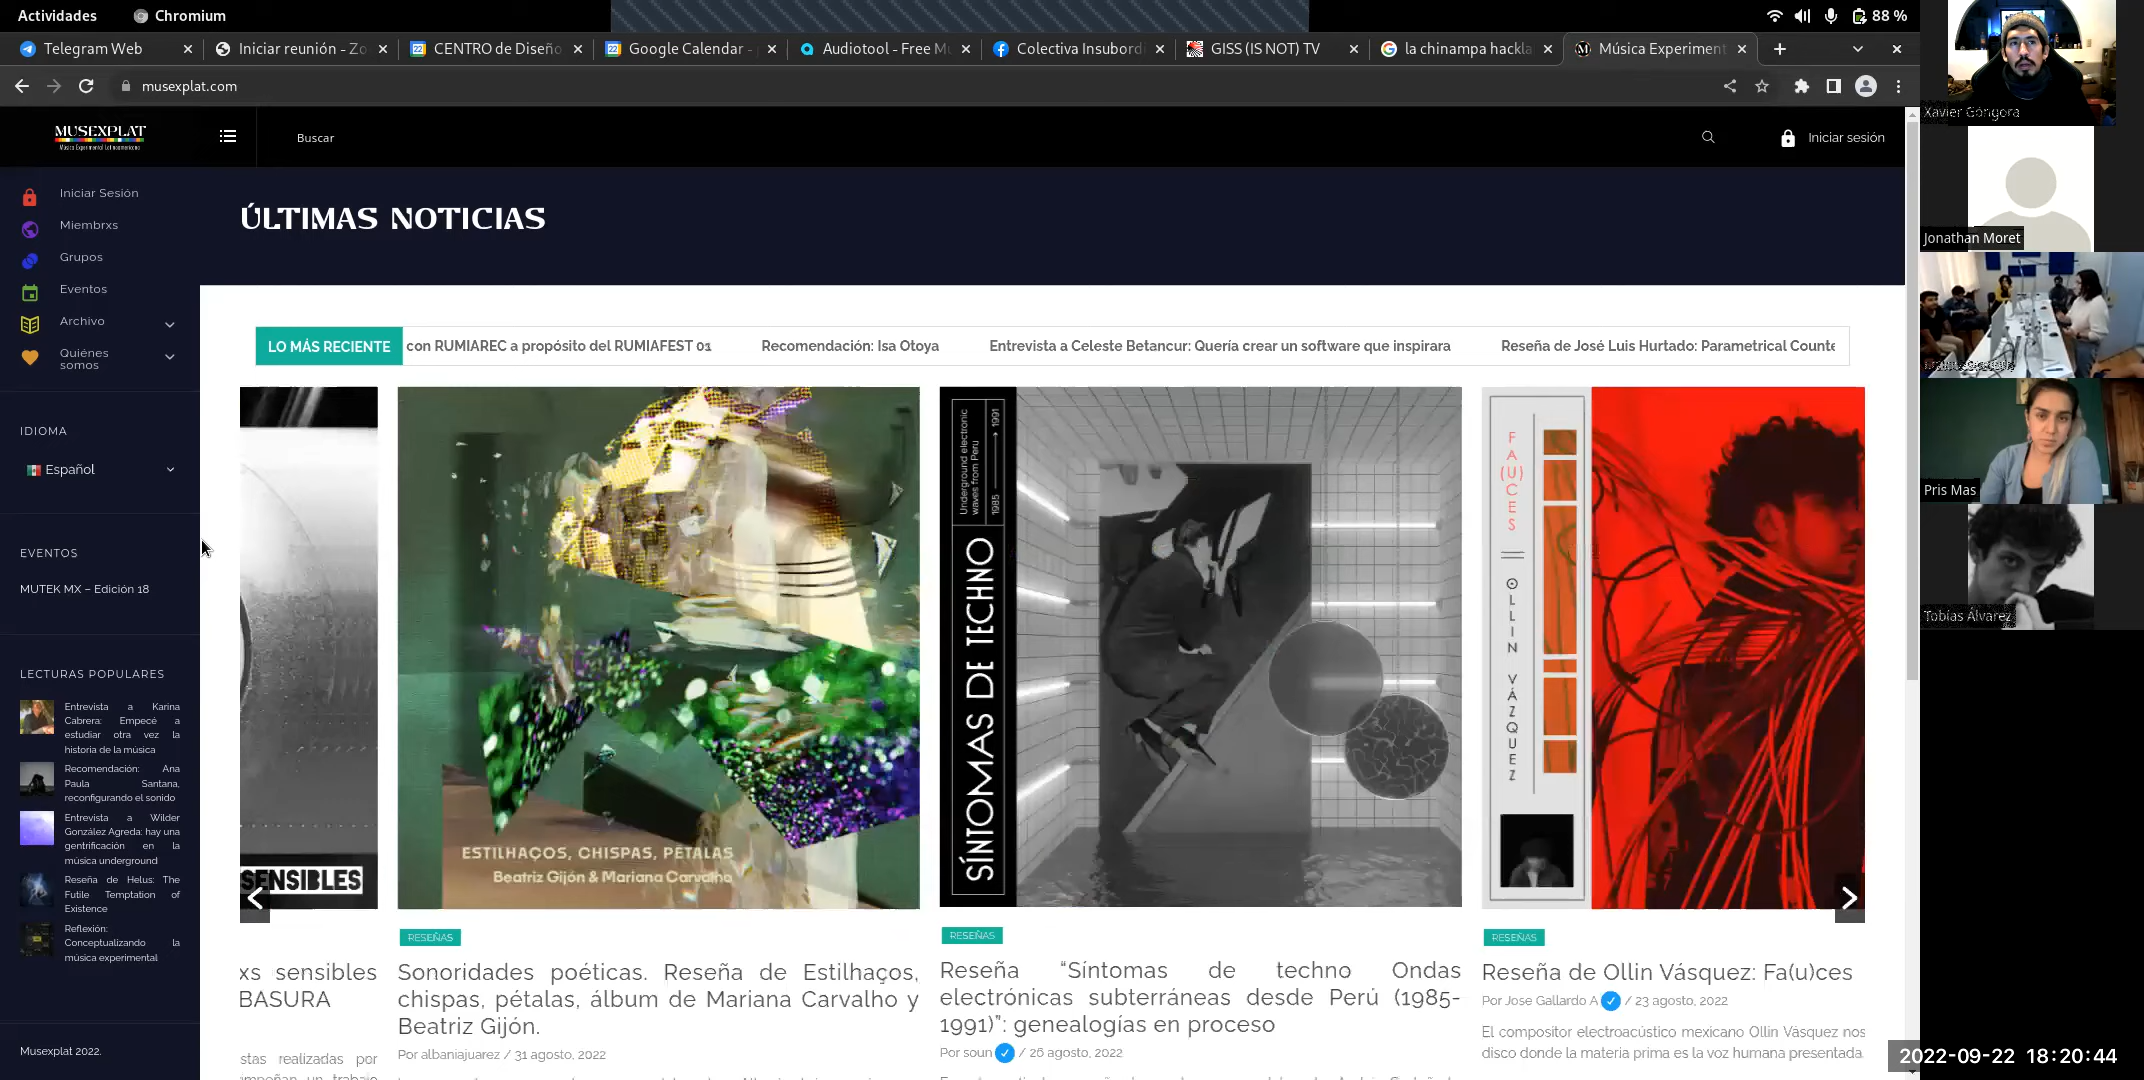 Actividades
Chromium
88 %
Telegram Web
Iniciar reunión - Zo
CENTRO de Diseño
Google Calendar -
Audiotool - Free Mu
Colectiva Insubord
GISS (IS NOT) TV
la chinampa hackla
Música Experiment
musexplat.com
MUSEXPLAT
Música Experimental Latinoamericana
Buscar
Iniciar sesión
Iniciar Sesión
Miembrxs
Grupos
Eventos
Archivo
Quiénes
somos
IDIOMA
Español
EVENTOS
MUTEK MX – Edición 18
LECTURAS POPULARES
Entrevista a Karina
Cabrera: Empecé a
estudiar otra vez la
historia de la música
Recomendación: Ana
Paula Santana,
reconfigurando el sonido
Entrevista a Wilder
González Agreda: hay una
gentrificación en la
música underground
Reseña de Helus: The
Futile Temptation of
Existence
Reflexión:
Conceptualizando la
música experimental
Musexplat 2022.
ÚLTIMAS NOTICIAS
LO MÁS RECIENTE
con RUMIAREC a propósito del RUMIAFEST 01
Recomendación: Isa Otoya
Entrevista a Celeste Betancur: Quería crear un software que inspirara
Reseña de José Luis Hurtado: Parametrical Counte
SENSIBLES
xs sensibles
BASURA
stas realizadas por
ESTILHAÇOS, CHISPAS, PÉTALAS
Beatriz Gijón & Mariana Carvalho
RESEÑAS
Sonoridades poéticas. Reseña de Estilhaços,
chispas, pétalas, álbum de Mariana Carvalho y
Beatriz Gijón.
Por albaniajuarez / 31 agosto, 2022
Underground electronic
waves from Peru
1985
1991
SÍNTOMAS DE TECHNO
RESEÑAS
Reseña “Síntomas de techno Ondas
electrónicas subterráneas desde Perú (1985-
1991)”: genealogías en proceso
Por soun / 26 agosto, 2022
FA(U)CES
OLLIN VÁZQUEZ
RESEÑAS
Reseña de Ollin Vásquez: Fa(u)ces
Por Jose Gallardo A / 23 agosto, 2022
El compositor electroacústico mexicano Ollin Vásquez nos
disco donde la materia prima es la voz humana presentada
Xavier Góngora
Jonathan Moret
Pris Mas
Tobías Álvarez
2022-09-22 18:20:44